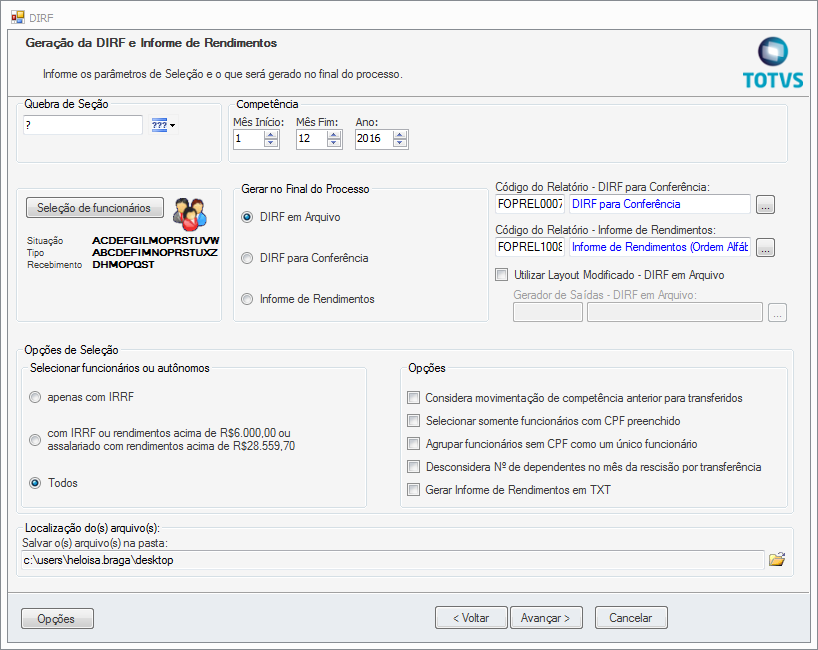 DIRF
Geração da DIRF e Informe de Rendimentos
Informe os parâmetros de Seleção e o que será gerado no final do processo.
TOTVS
Quebra de Seção
?
???
Competência
Mês Início: Mês Fim: Ano:
1 12 2016
Seleção de funcionários
Situação ACDEFGILMOPRSTUVW
Tipo ABCDEFIMNOPRSTUXZ
Recebimento DHMOPQST
Gerar no Final do Processo
DIRF em Arquivo
DIRF para Conferência
Informe de Rendimentos
Código do Relatório - DIRF para Conferência:
FOPREL0007 DIRF para Conferência ...
Código do Relatório - Informe de Rendimentos:
FOPREL1008 Informe de Rendimentos (Ordem Alfáb ...
Utilizar Layout Modificado - DIRF em Arquivo
Gerador de Saídas - DIRF em Arquivo:
...
Opções de Seleção
Selecionar funcionários ou autônomos
apenas com IRRF
com IRRF ou rendimentos acima de R$6.000,00 ou
assalariado com rendimentos acima de R$28.559,70
Todos
Opções
Considera movimentação de competência anterior para transferidos
Selecionar somente funcionários com CPF preenchido
Agrupar funcionários sem CPF como um único funcionário
Desconsidera Nº de dependentes no mês da rescisão por transferência
Gerar Informe de Rendimentos em TXT
Localização do(s) arquivo(s):
Salvar o(s) arquivo(s) na pasta:
c:\users\heloisa.braga\desktop
Opções
< Voltar
Avançar >
Cancelar